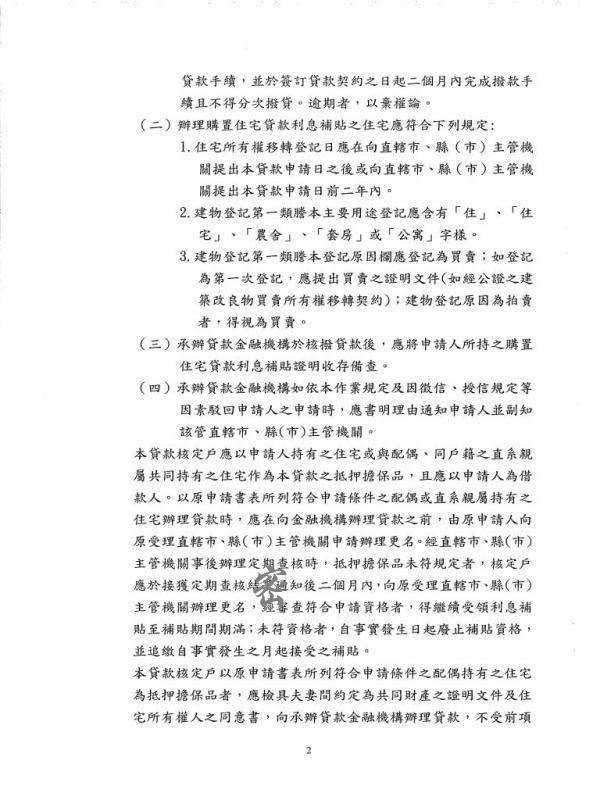 貸款手續，並於簽訂貸款契約之日起二個月內完成撥款手
續且不得分次撥貸。逾期者，以棄權論。
（二）辦理購置住宅貸款利息補貼之住宅應符合下列規定:
1.住宅所有權移轉登記日應在向直轄市、縣（市）主管機
關提出本貸款申請日之後或向直轄市、縣（市）主管機
關提出本貸款申請日前二年內。
2.建物登記第一類謄本主要用途登記應含有「住」、「住
宅」、「農舍」、「套房」或「公寓」字樣。
3.建物登記第一類謄本登記原因欄應登記為買賣；如登記
為第一次登記，應提出買賣之證明文件(如經公證之建
築改良物買賣所有權移轉契約)；建物登記原因為拍賣
者，得視為買賣。
（三）承辦貸款金融機構於核撥貸款後，應將申請人所持之購置
住宅貸款利息補貼證明收存備查。
（四）承辦貸款金融機構如依本作業規定及因徵信、授信規定等
因素駁回申請人之申請時，應書明理由通知申請人並副知
該管直轄市、縣(市)主管機關。
本貸款核定戶應以申請人持有之住宅或與配偶、同戶籍之直系親
屬共同持有之住宅作為本貸款之抵押擔保品，且應以申請人為借
款人。以原申請書表所列符合申請條件之配偶或直系親屬持有之
住宅辦理貸款時，應在向金融機構辦理貸款之前，由原申請人向
原受理直轄市、縣(市)主管機關申請辦理更名。經直轄市、縣(市)
主管機關事後辦理定期查核時，抵押擔保品未符規定者，核定戶
應於接獲定期查核結果通知後二個月內，向原受理直轄市、縣(市)
主管機關辦理更名，經審查符合申請資格者，得繼續受領利息補
貼至補貼期間期滿；未符資格者，自事實發生日起廢止補貼資格，
並追繳自事實發生之月起接受之補貼。
本貸款核定戶以原申請書表所列符合申請條件之配偶持有之住宅
為抵押擔保品者，應檢具夫妻間約定為共同財產之證明文件及住
宅所有權人之同意書，向承辦貸款金融機構辦理貸款，不受前項
密
2